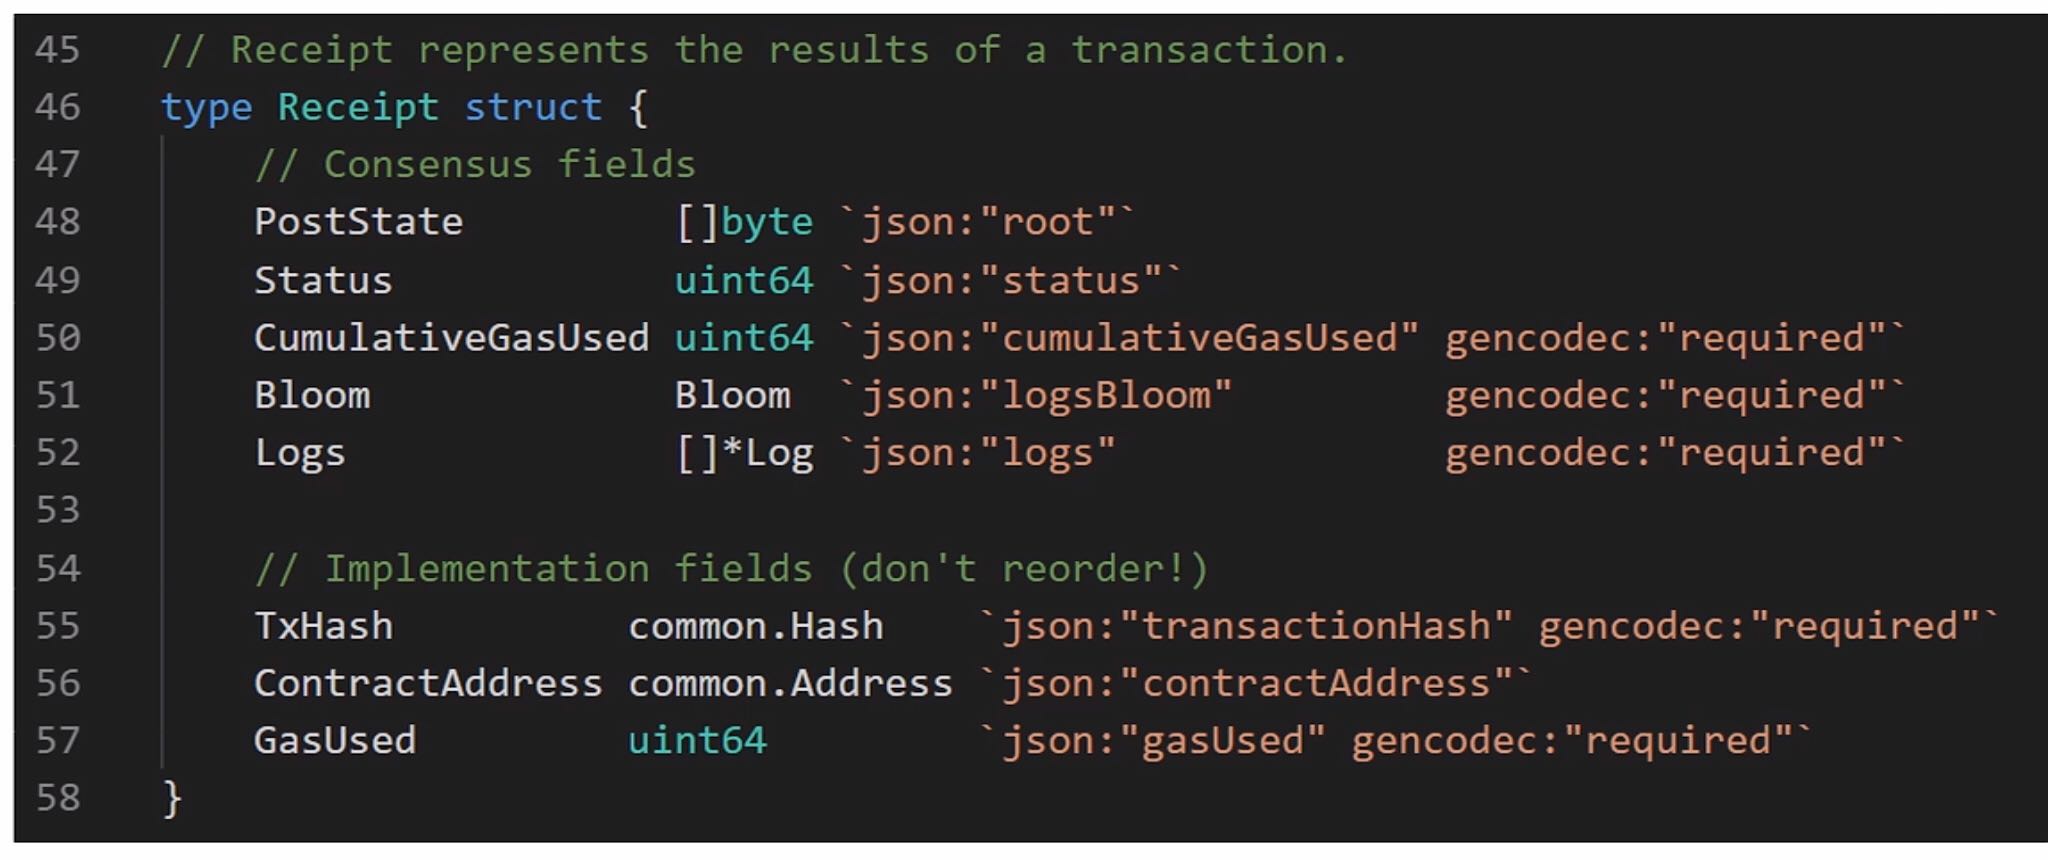 45 // Receipt represents the results of a transaction.
46 type Receipt struct {
47 // Consensus fields
48 PostState []byte `json:"root"`
49 Status uint64 `json:"status"`
50 CumulativeGasUsed uint64 `json:"cumulativeGasUsed" gencodec:"required"`
51 Bloom Bloom `json:"logsBloom" gencodec:"required"`
52 Logs []*Log `json:"logs" gencodec:"required"`
53
54 // Implementation fields (don't reorder!)
55 TxHash common.Hash `json:"transactionHash" gencodec:"required"`
56 ContractAddress common.Address `json:"contractAddress"`
57 GasUsed uint64 `json:"gasUsed" gencodec:"required"`
58 }